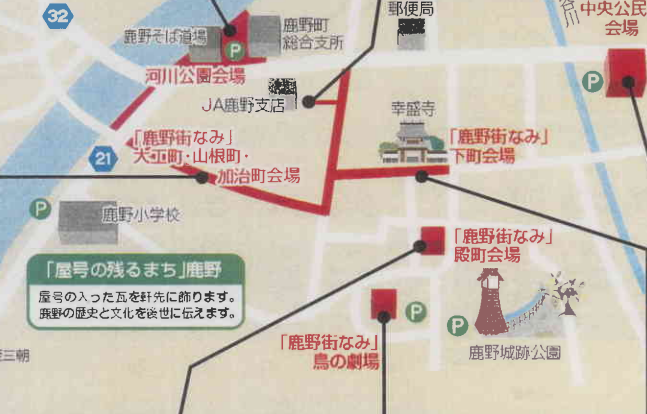 32
郵便局
中央公民
会場
谷川
鹿野そば道場
P
鹿野町
総合支所
河川公園会場
P
JA鹿野支店
幸盛寺
「鹿野街なみ」
大工町・山根町・
加治町会場
「鹿野街なみ」
下町会場
21
P
鹿野小学校
「鹿野街なみ」
殿町会場
「屋号の残るまち」鹿野
屋号の入った瓦を軒先に飾ります。
鹿野の歴史と文化を後世に伝えます。
P
P
「鹿野街なみ」
鳥の劇場
鹿野城跡公園
三朝